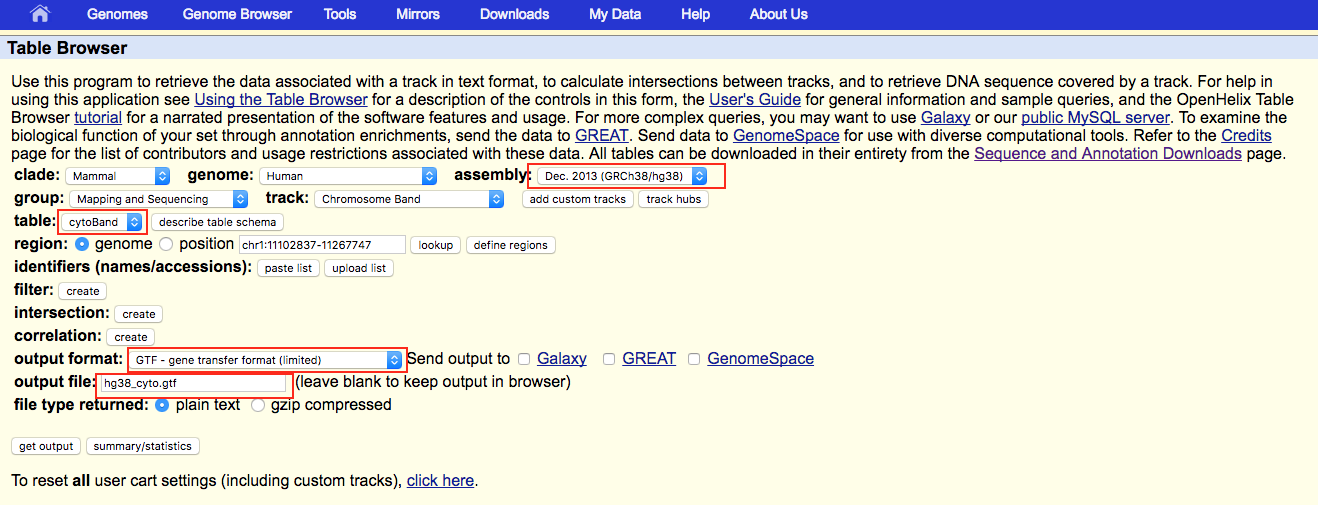 Genomes Genome Browser Tools Mirrors Downloads My Data Help About Us
Table Browser
Use this program to retrieve the data associated with a track in text format, to calculate intersections between tracks, and to retrieve DNA sequence covered by a track. For help in
using this application see Using the Table Browser for a description of the controls in this form, the User's Guide for general information and sample queries, and the OpenHelix Table
Browser tutorial for a narrated presentation of the software features and usage. For more complex queries, you may want to use Galaxy or our public MySQL server. To examine the
biological function of your set through annotation enrichments, send the data to GREAT. Send data to GenomeSpace for use with diverse computational tools. Refer to the Credits
page for the list of contributors and usage restrictions associated with these data. All tables can be downloaded in their entirety from the Sequence and Annotation Downloads page.
clade: Mammal genome: Human assembly: Dec. 2013 (GRCh38/hg38)
group: Mapping and Sequencing track: Chromosome Band add custom tracks track hubs
table: cytoBand describe table schema
region: genome position chr1:11102837-11267747 lookup define regions
identifiers (names/accessions): paste list upload list
filter: create
intersection: create
correlation: create
output format: GTF - gene transfer format (limited) Send output to Galaxy GREAT GenomeSpace
output file: hg38_cyto.gtf (leave blank to keep output in browser)
file type returned: plain text gzip compressed
get output summary/statistics
To reset all user cart settings (including custom tracks), click here.